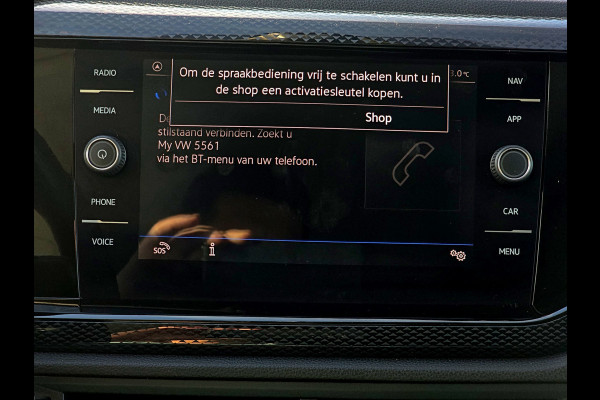 RADIO
MEDIA
PHONE
VOICE
NAV
APP
CAR
MENU
Om de spraakbediening vrij te schakelen kunt u in
de shop een activatiesleutel kopen.
Shop
stilstaand verbinden. Zoekt u
My VW 5561
via het BT-menu van uw telefoon.
SOS